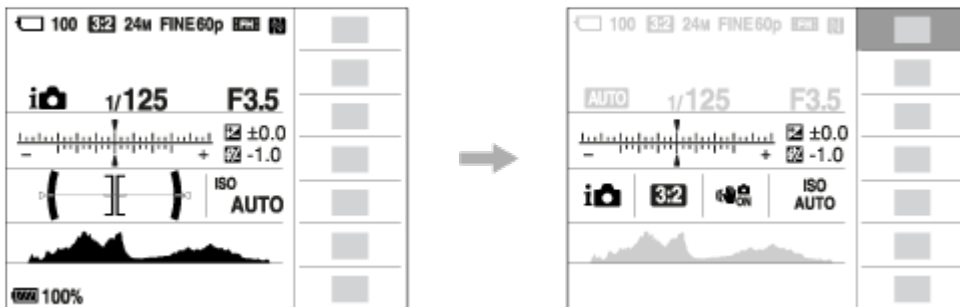 100 3:2 24M FINE 60p
i 1/125 F3.5
±0.0
- + -1.0
ISO
AUTO
100%
100 3:2 24M FINE 60p
AUTO 1/125 F3.5
±0.0
- + -1.0
i 3:2 ON ISO
AUTO